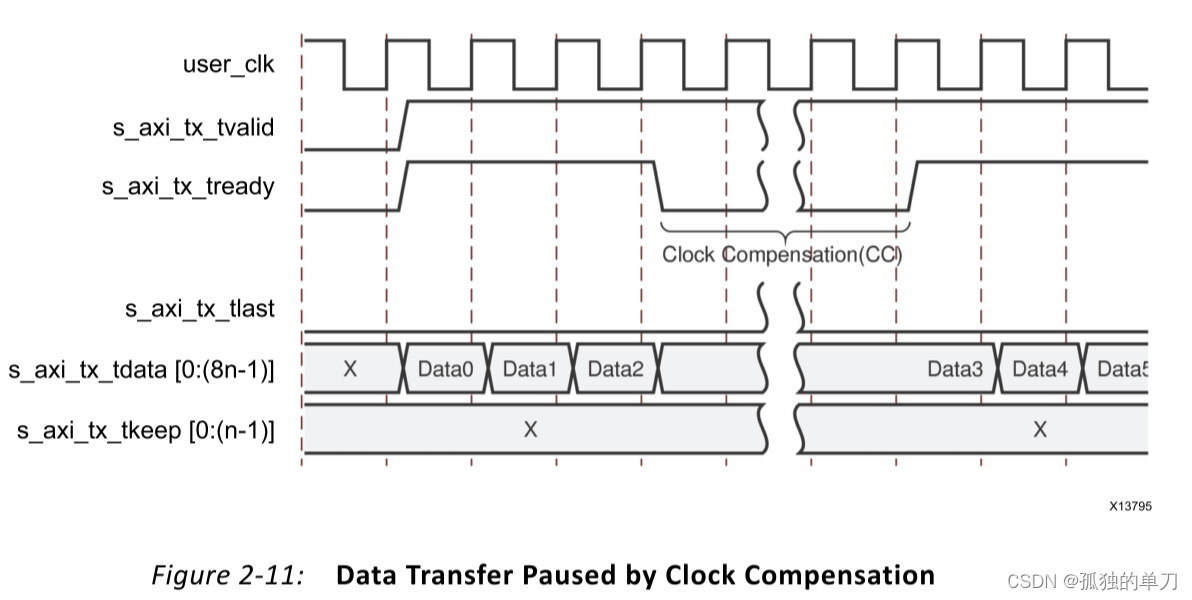 user_clk
s_axi_tx_tvalid
s_axi_tx_tready
Clock Compensation(CC)
s_axi_tx_tlast
s_axi_tx_tdata [0:(8n-1)] X Data0 Data1 Data2 Data3 Data4 Data5
s_axi_tx_tkeep [0:(n-1)] X X
X13795
Figure 2-11: Data Transfer Paused by Clock Compensation
CSDN @孤独的单刀